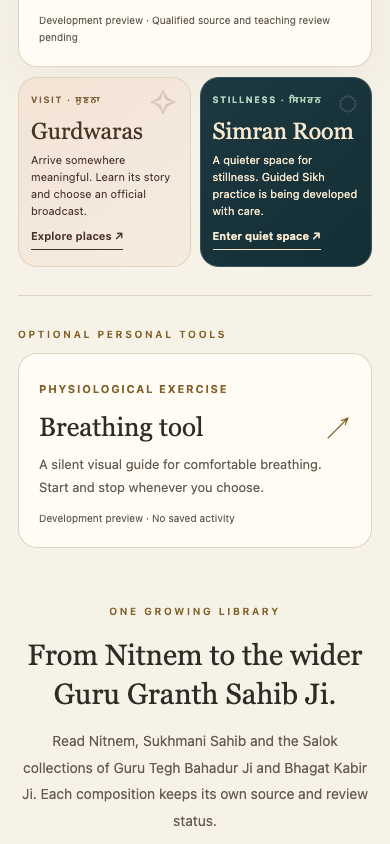 Development preview · Qualified source and teaching review
pending
VISIT · ਸੁਣਨਾ
Gurdwaras
Arrive somewhere
meaningful. Learn its story
and choose an official
broadcast.
Explore places ↗
STILLNESS · ਸਿਮਰਨ
Simran Room
A quieter space for
stillness. Guided Sikh
practice is being developed
with care.
Enter quiet space ↗
OPTIONAL PERSONAL TOOLS
PHYSIOLOGICAL EXERCISE
Breathing tool
A silent visual guide for comfortable breathing.
Start and stop whenever you choose.
Development preview · No saved activity
ONE GROWING LIBRARY
From Nitnem to the wider
Guru Granth Sahib Ji.
Read Nitnem, Sukhmani Sahib and the Salok
collections of Guru Tegh Bahadur Ji and Bhagat Kabir
Ji. Each composition keeps its own source and review
status.